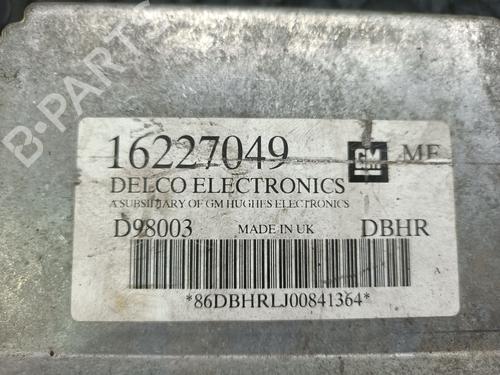 16227049 GM ME
DELCO ELECTRONICS
A SUBSIDIARY OF GM HUGHES ELECTRONICS
D98003 MADE IN UK DBHR
*86DBHRLJ00841364*
B-PARTS